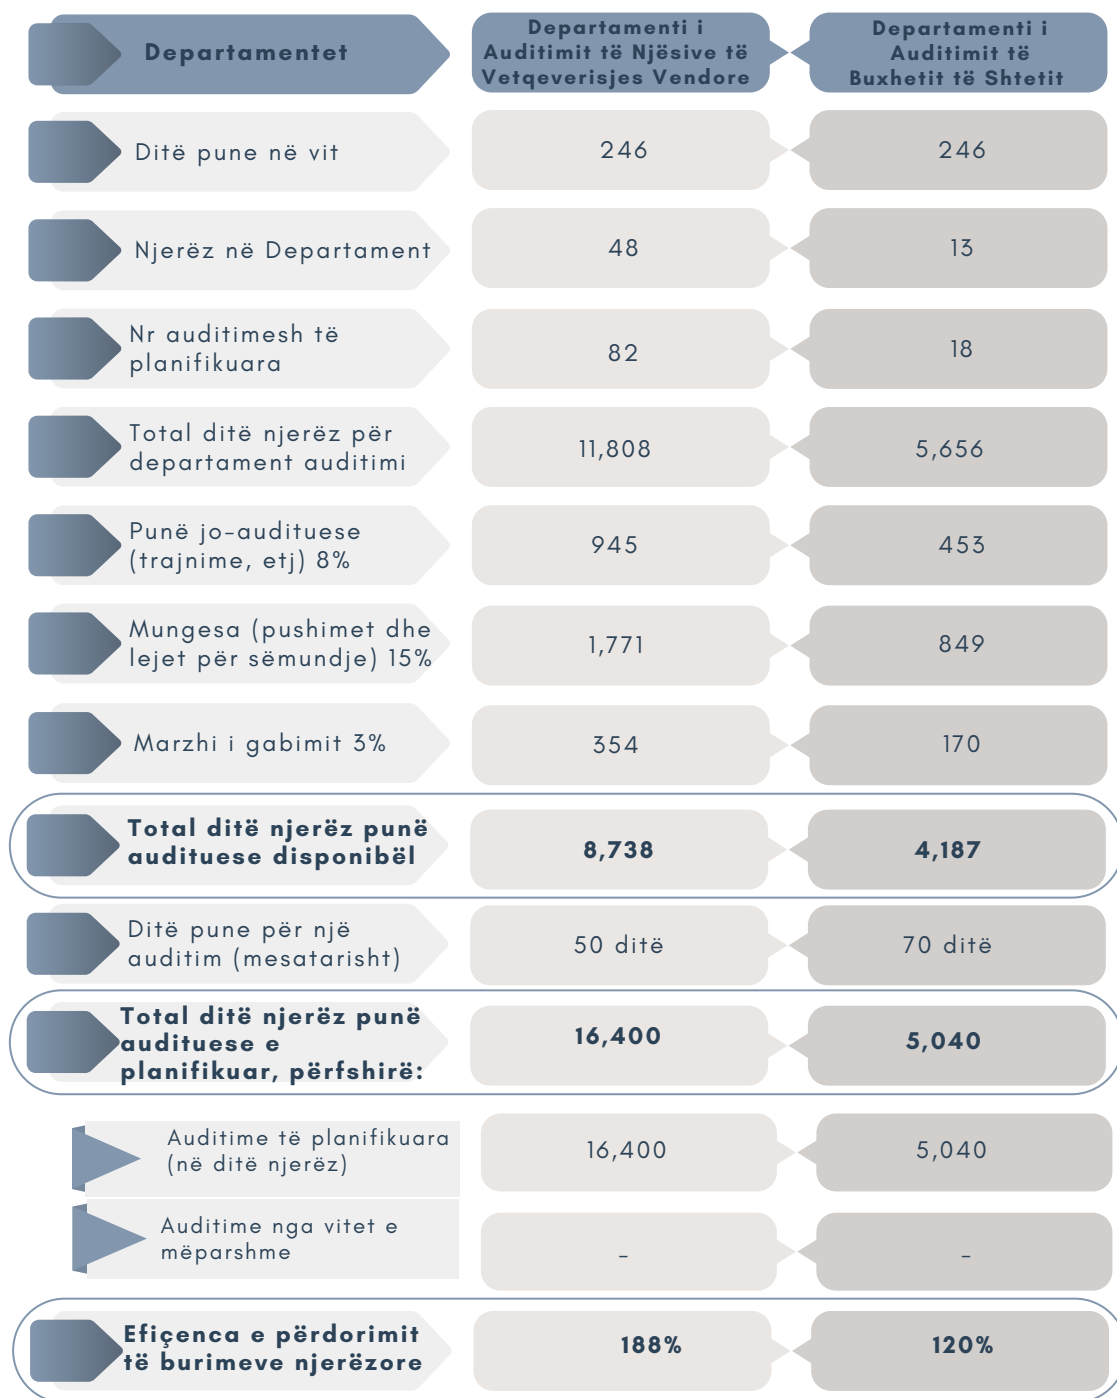 Departamentet
Departamenti i
Auditimit të Njësive të
Vetqeverisjes Vendore
Departamenti i
Auditimit të
Buxhetit të Shtetit
Ditë pune në vit
246
246
Njerëz në Departament
48
13
Nr auditimesh të
planifikuara
82
18
Total ditë njerëz për
departament auditimi
11,808
5,656
Punë jo-audituese
(trajnime, etj) 8%
945
453
Mungesa (pushimet dhe
lejet për sëmundje) 15%
1,771
849
Marzhi i gabimit 3%
354
170
Total ditë njerëz punë
audituese disponibël
8,738
4,187
Ditë pune për një
auditim (mesatarisht)
50 ditë
70 ditë
Total ditë njerëz punë
audituese e
planifikuar, përfshirë:
16,400
5,040
Auditime të planifikuara
(në ditë njerëz)
16,400
5,040
Auditime nga vitet e
mëparshme
-
-
Efiçenca e përdorimit
të burimeve njerëzore
188%
120%